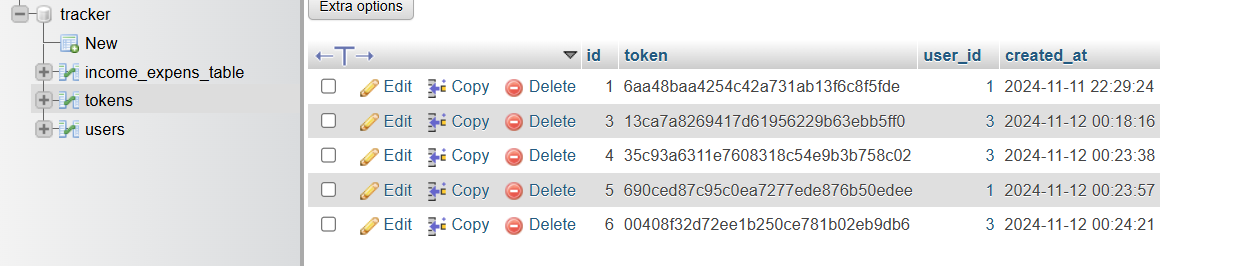 tracker
New
income_expens_table
tokens
users
Extra options
id token user_id created_at
Edit Copy Delete 1 6aa48baa4254c42a731ab13f6c8f5fde 1 2024-11-11 22:29:24
Edit Copy Delete 3 13ca7a8269417d61956229b63ebb5ff0 3 2024-11-12 00:18:16
Edit Copy Delete 4 35c93a6311e7608318c54e9b3b758c02 3 2024-11-12 00:23:38
Edit Copy Delete 5 690ced87c95c0ea7277ede876b50edee 1 2024-11-12 00:23:57
Edit Copy Delete 6 00408f32d72ee1b250ce781b02eb9db6 3 2024-11-12 00:24:21